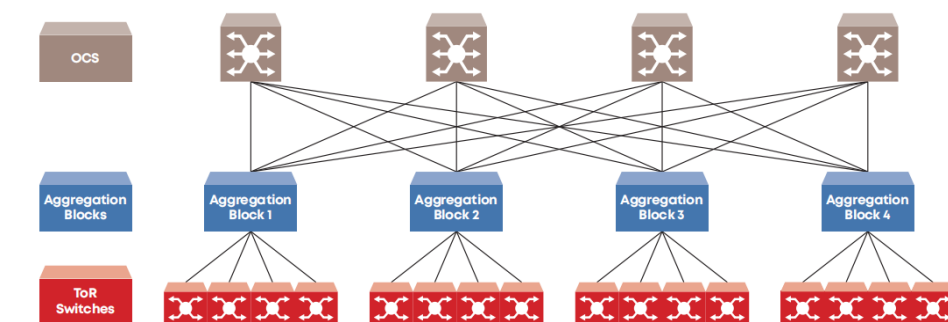 OCS
Aggregation
Blocks
Aggregation
Block 1
Aggregation
Block 2
Aggregation
Block 3
Aggregation
Block 4
ToR
Switches